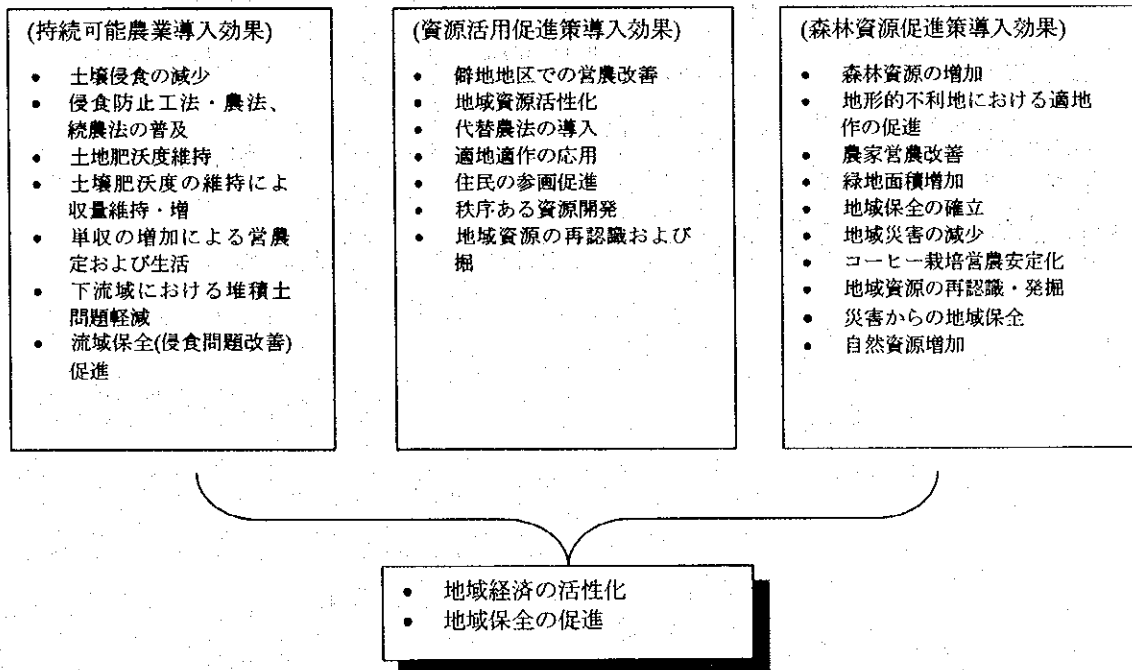 (持続可能農業導入効果)
• 土壌侵食の減少
• 侵食防止工法・農法、
続農法の普及
• 土地肥沃度維持
• 土壌肥沃度の維持によ
収量維持・増
• 単収の増加による営農
定および生活
• 下流域における堆積土
問題軽減
• 流域保全(侵食問題改善)
促進
(資源活用促進策導入効果)
• 僻地地区での営農改善
• 地域資源活性化
• 代替農法の導入
• 適地適作の応用
• 住民の参画促進
• 秩序ある資源開発
• 地域資源の再認識および
掘
(森林資源促進策導入効果)
• 森林資源の増加
• 地形的不利地における適地
作の促進
• 農家営農改善
• 緑地面積増加
• 地域保全の確立
• 地域災害の減少
• コーヒー栽培営農安定化
• 地域資源の再認識・発掘
• 災害からの地域保全
• 自然資源増加
• 地域経済の活性化
• 地域保全の促進